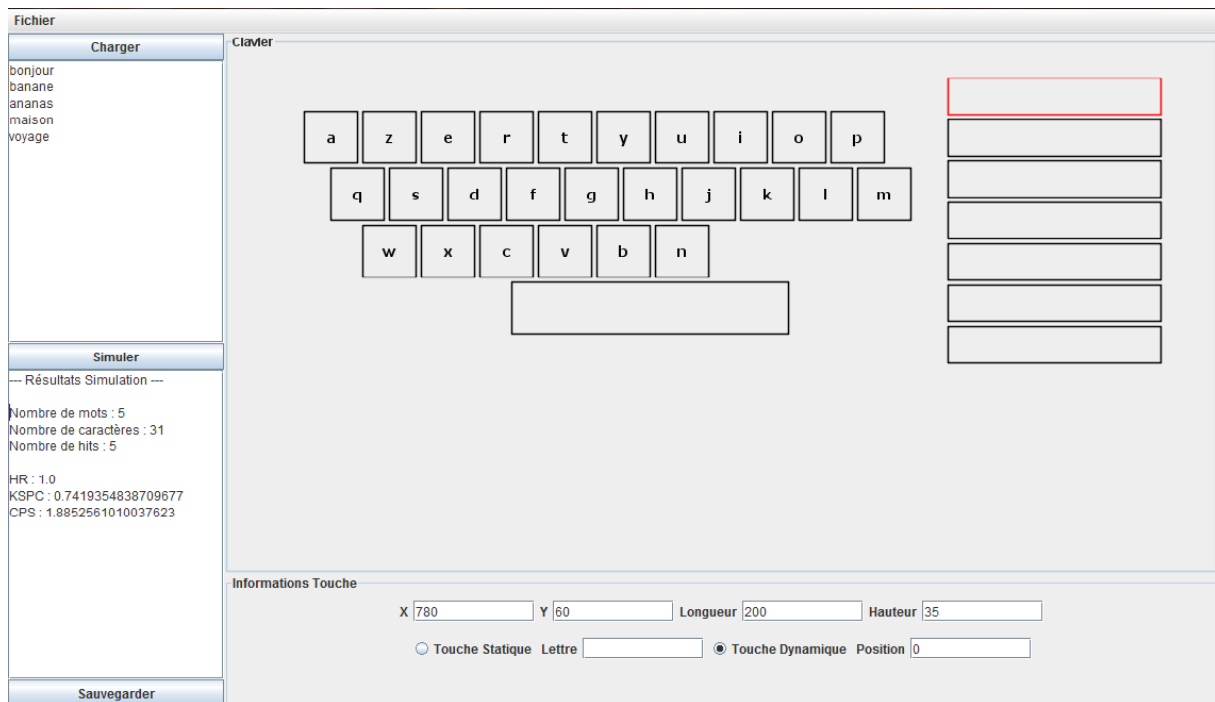 Fichier
Charger
bonjour
banane
ananas
maison
voyage
Simuler
--- Résultats Simulation ---
Nombre de mots : 5
Nombre de caractères : 31
Nombre de hits : 5
HR : 1.0
KSPC : 0.7419354838709677
CPS : 1.8852561010037623
Sauvegarder
Clavier
a z e r t y u i o p
q s d f g h j k l m
w x c v b n
Informations Touche
X 780 Y 60 Longueur 200 Hauteur 35
Touche Statique Lettre Touche Dynamique Position 0